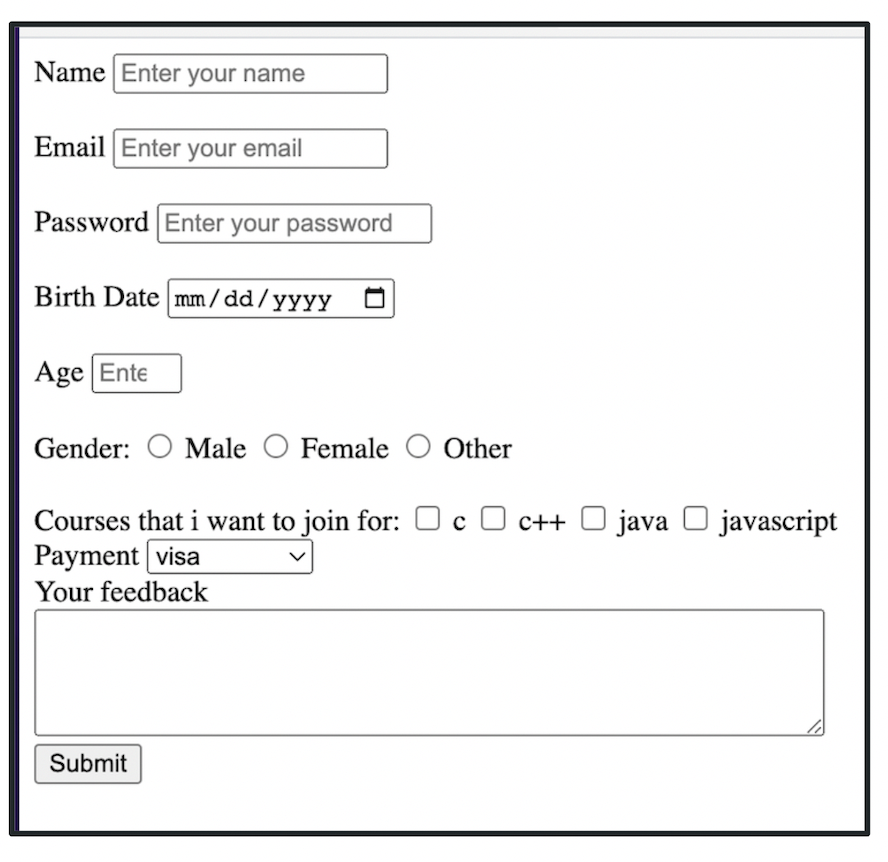 Name Enter your name
Email Enter your email
Password Enter your password
Birth Date mm/dd/yyyy
Age Ente
Gender: Male Female Other
Courses that i want to join for: c c++ java javascript
Payment visa
Your feedback
Submit